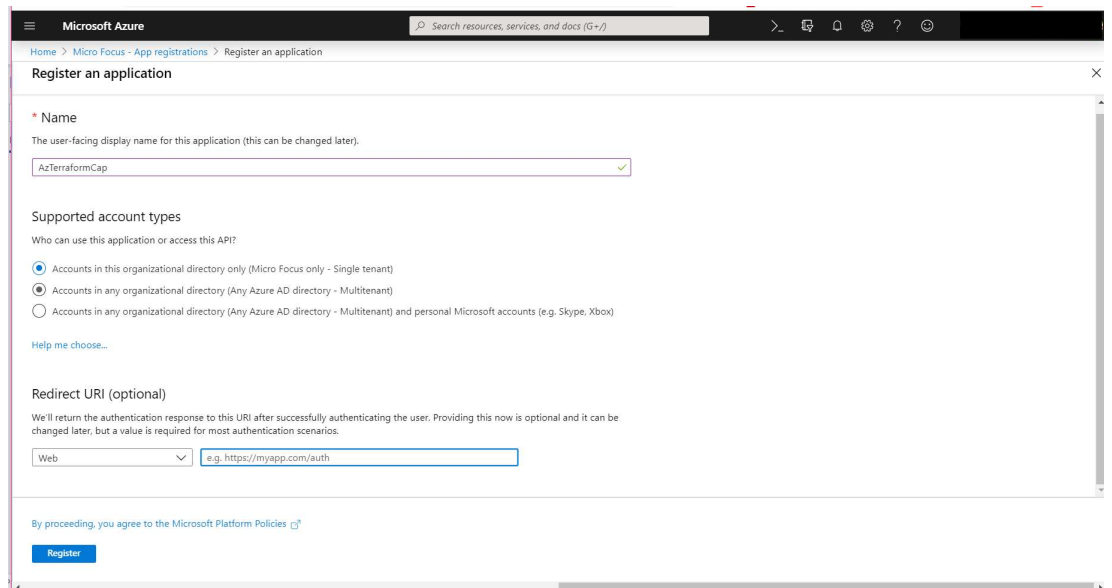 Microsoft Azure
Search resources, services, and docs (G+/)
Home > Micro Focus - App registrations > Register an application
Register an application
* Name
The user-facing display name for this application (this can be changed later).
AzTerraformCap
Supported account types
Who can use this application or access this API?
Accounts in this organizational directory only (Micro Focus only - Single tenant)
Accounts in any organizational directory (Any Azure AD directory - Multitenant)
Accounts in any organizational directory (Any Azure AD directory - Multitenant) and personal Microsoft accounts (e.g. Skype, Xbox)
Help me choose...
Redirect URI (optional)
We'll return the authentication response to this URI after successfully authenticating the user. Providing this now is optional and it can be
changed later, but a value is required for most authentication scenarios.
Web
e.g. https://myapp.com/auth
By proceeding, you agree to the Microsoft Platform Policies
Register